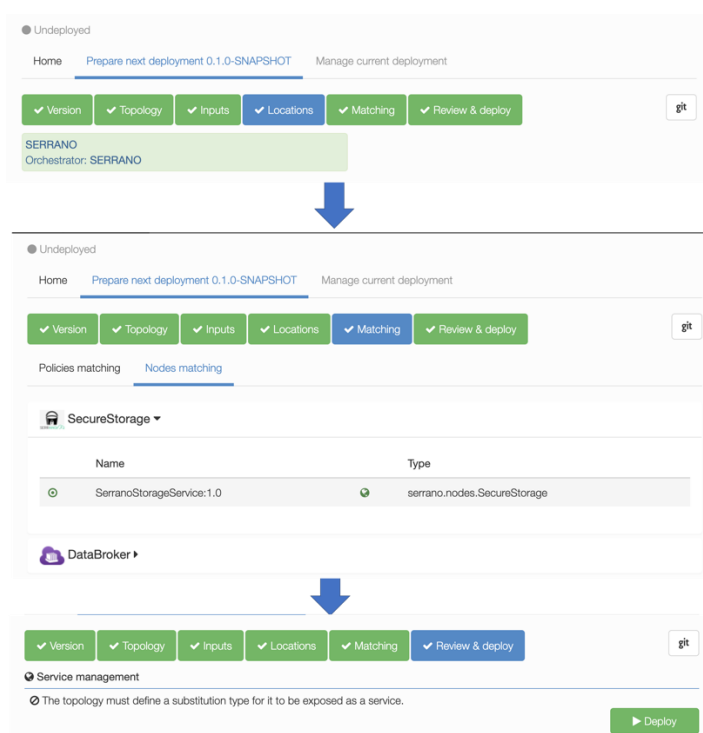 Undeployed
Home Prepare next deployment 0.1.0-SNAPSHOT Manage current deployment
Version Topology Inputs Locations Matching Review & deploy git
SERRANO
Orchestrator: SERRANO
Undeployed
Home Prepare next deployment 0.1.0-SNAPSHOT Manage current deployment
Version Topology Inputs Locations Matching Review & deploy git
Policies matching Nodes matching
SecureStorage
Name Type
SerranoStorageService:1.0 serrano.nodes.SecureStorage
DataBroker
Version Topology Inputs Locations Matching Review & deploy git
Service management
The topology must define a substitution type for it to be exposed as a service.
Deploy